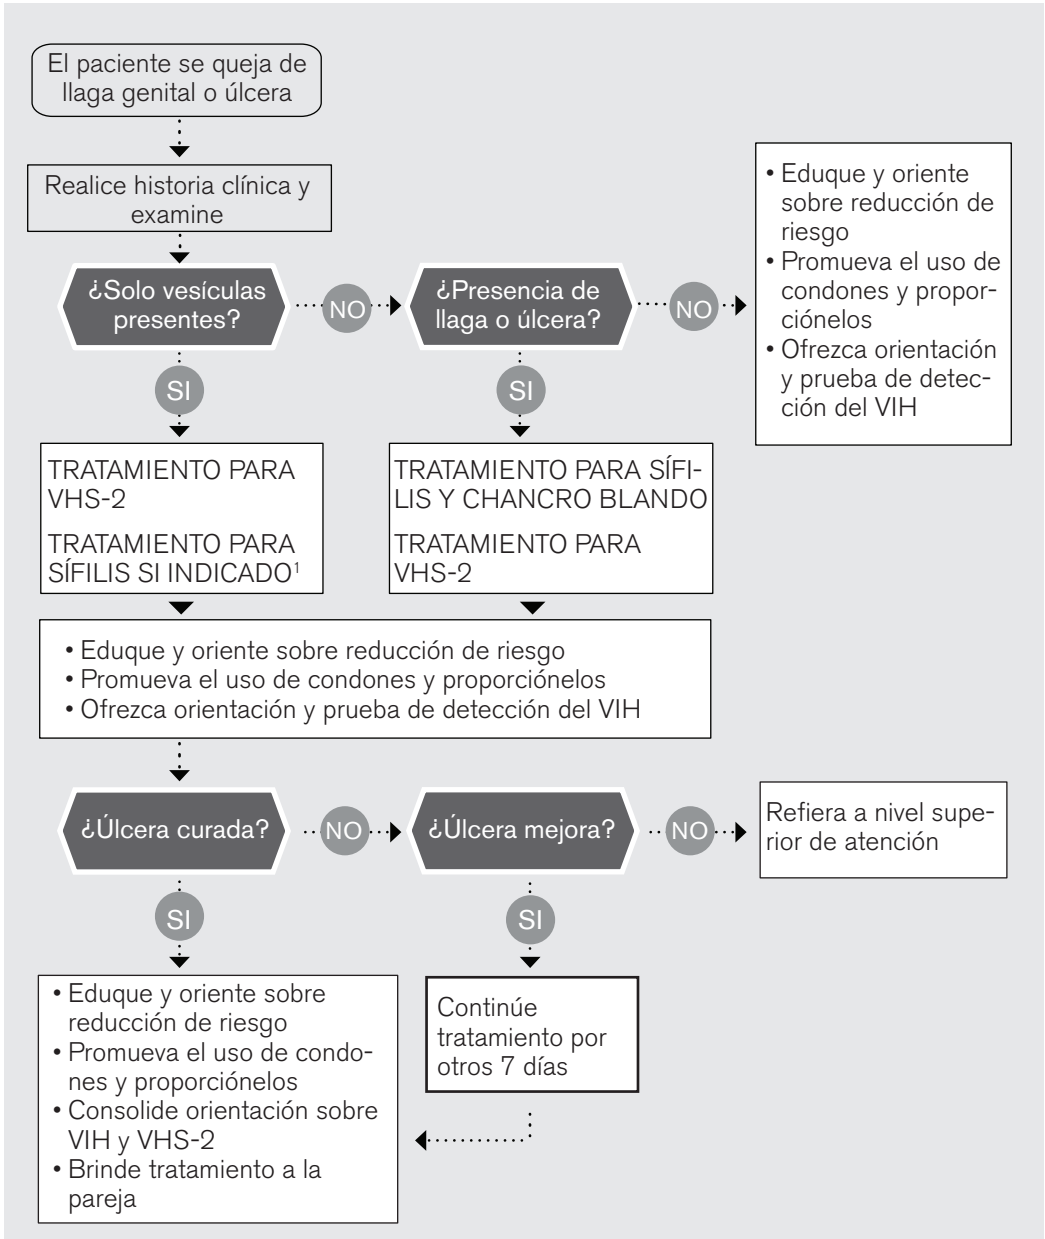 El paciente se queja de
llaga genital o úlcera
Realice historia clínica y
examine
¿Solo vesículas
presentes?
NO
¿Presencia de
llaga o úlcera?
NO
• Eduque y oriente
sobre reducción de
riesgo
• Promueva el uso de
condones y propor-
ciónelos
• Ofrezca orientación
y prueba de detec-
ción del VIH
SI
SI
TRATAMIENTO PARA
VHS-2
TRATAMIENTO PARA
SÍFILIS SI INDICADO¹
TRATAMIENTO PARA SÍFI-
LIS Y CHANCRO BLANDO
TRATAMIENTO PARA
VHS-2
• Eduque y oriente sobre reducción de riesgo
• Promueva el uso de condones y proporciónelos
• Ofrezca orientación y prueba de detección del VIH
¿Úlcera curada?
NO
¿Úlcera mejora?
NO
Refiera a nivel supe-
rior de atención
SI
SI
• Eduque y oriente sobre
reducción de riesgo
• Promueva el uso de condo-
nes y proporciónelos
• Consolide orientación sobre
VIH y VHS-2
• Brinde tratamiento a la
pareja
Continúe
tratamiento por
otros 7 días